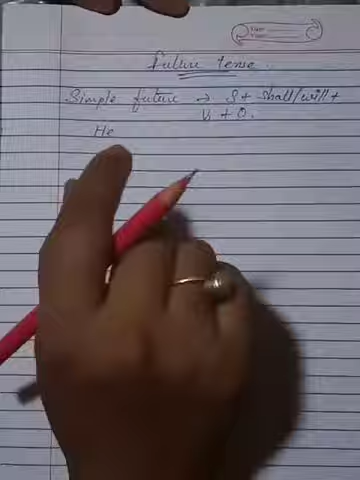 Future Tense
Simple future → S + shall/will +
V₁ + O.
He